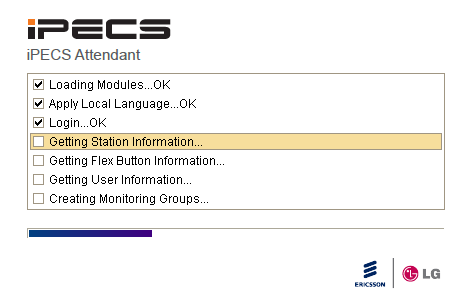 iPECS
iPECS Attendant
Loading Modules...OK
Apply Local Language...OK
Login...OK
Getting Station Information...
Getting Flex Button Information...
Getting User Information...
Creating Monitoring Groups...
ERICSSON
LG